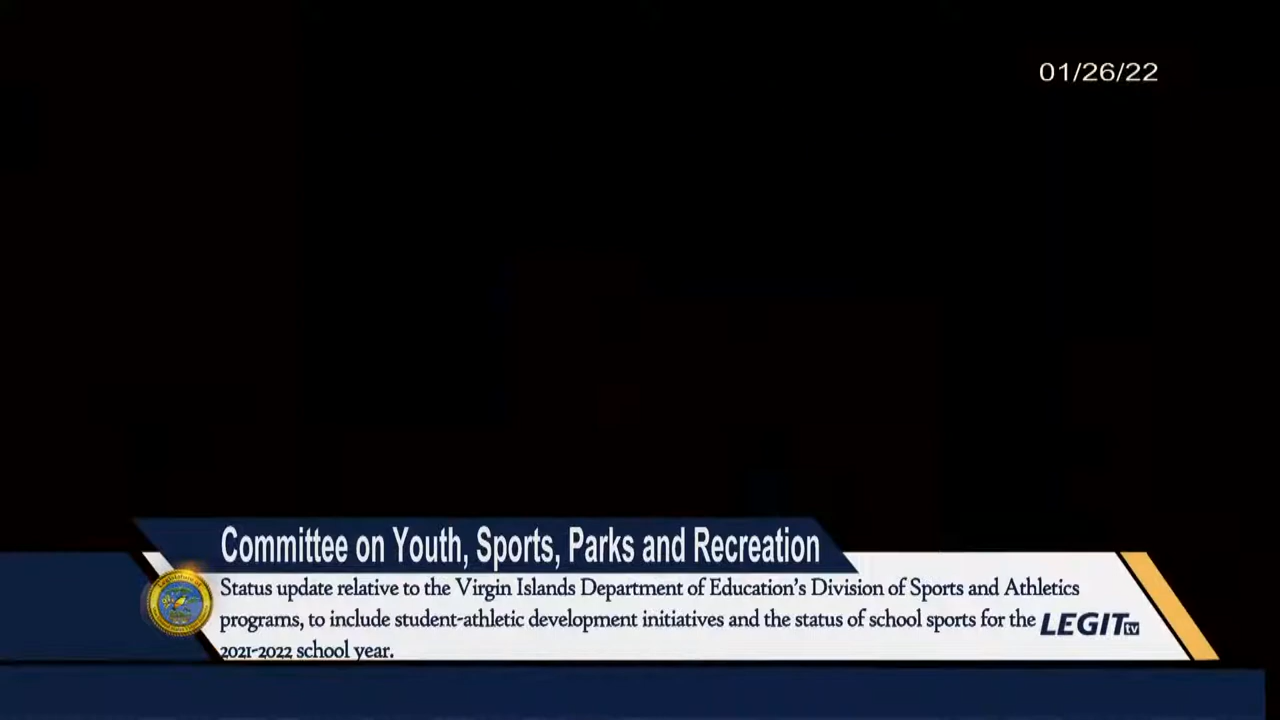 01/26/22
Committee on Youth, Sports, Parks and Recreation
Status update relative to the Virgin Islands Department of Education's Division of Sports and Athletics
programs, to include student-athletic development initiatives and the status of school sports for the
LEGIT tv
2021-2022 school year.